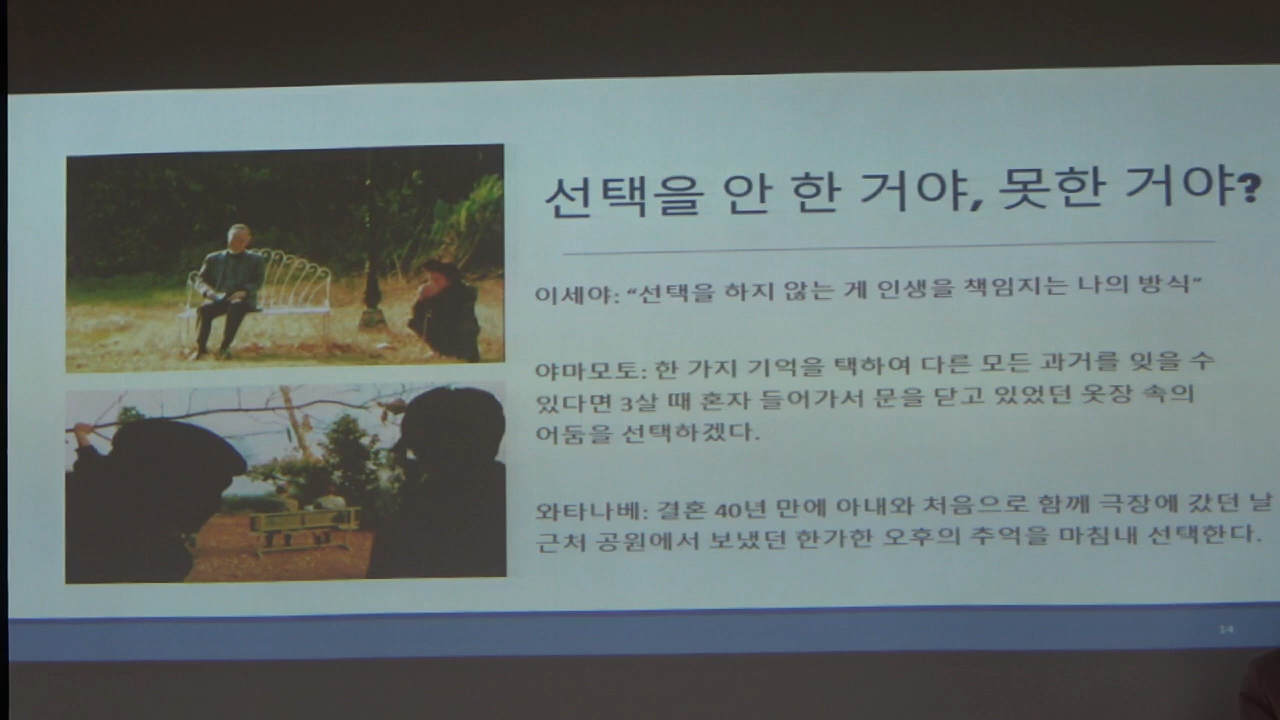 선택을 안 한 거야, 못한 거야?
이세야: “선택을 하지 않는 게 인생을 책임지는 나의 방식”
야마모토: 한 가지 기억을 택하여 다른 모든 과거를 잊을 수
있다면 3살 때 혼자 들어가서 문을 닫고 있었던 옷장 속의
어둠을 선택하겠다.
와타나베: 결혼 40년 만에 아내와 처음으로 함께 극장에 갔던 날
근처 공원에서 보냈던 한가한 오후의 추억을 마침내 선택한다.
14